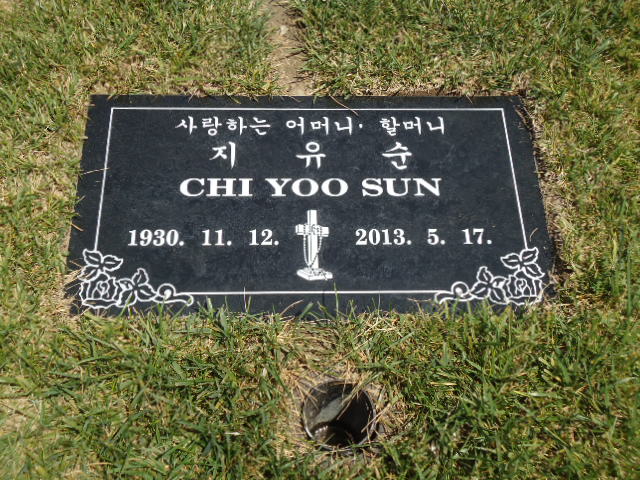 사랑하는 어머니· 할머니
지 유 순
CHI YOO SUN
1930. 11. 12. 2013. 5. 17.